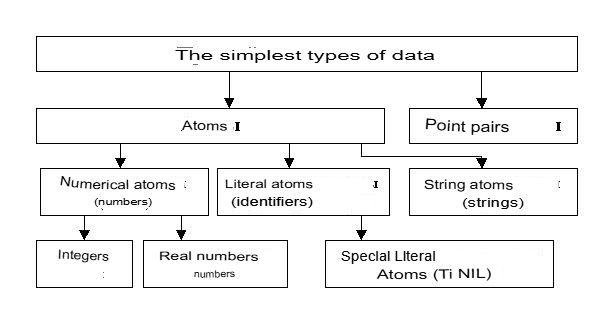 The simplest types of data
Atoms
Point pairs
Numerical atoms
(numbers)
Literal atoms
(identifiers)
String atoms
(strings)
Integers
Real numbers
numbers
Special LIteral
Atoms (Ti NIL)